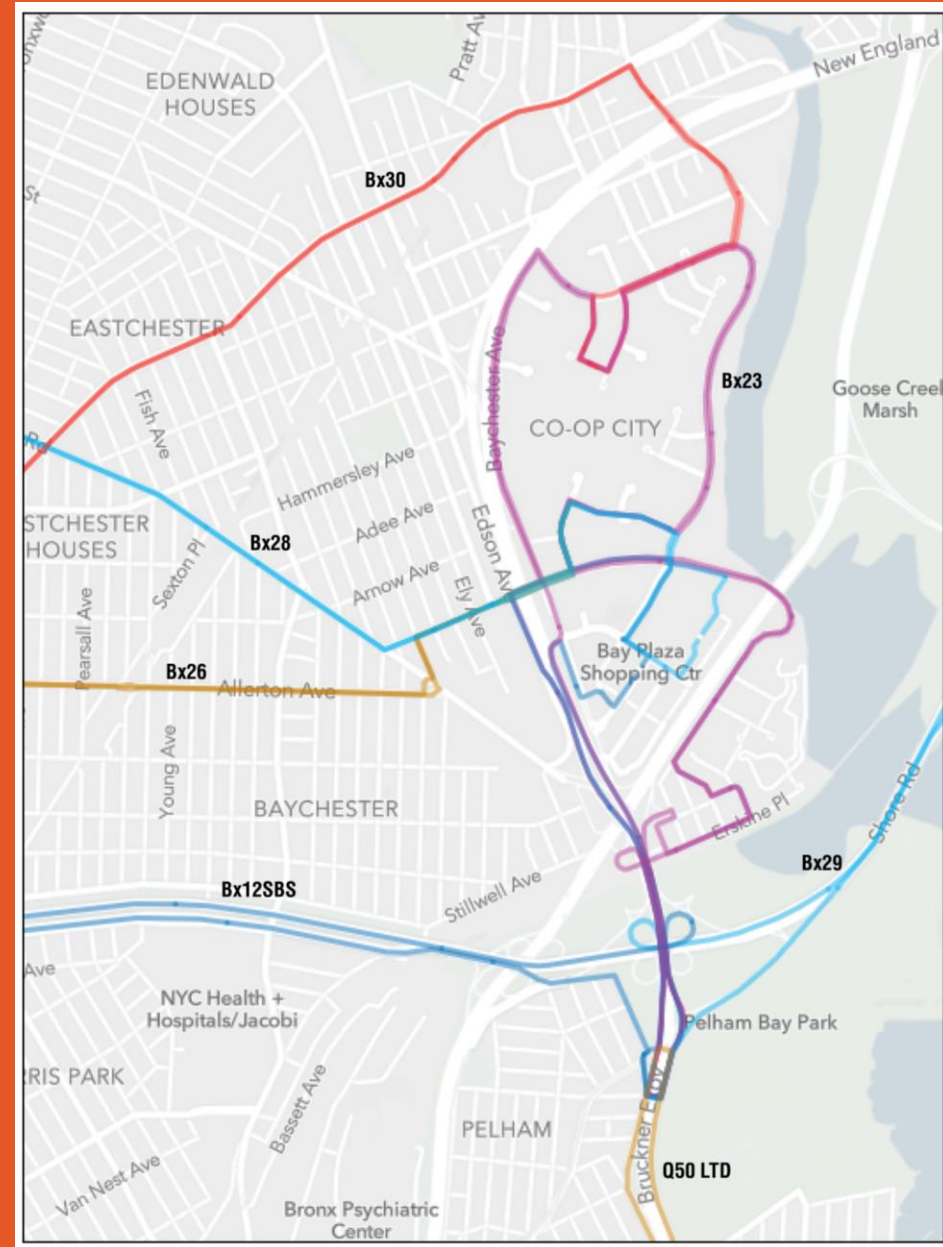 Pratt Av
New England
EDENWALD
HOUSES
Bx30
St
EASTCHESTER
Baychester Ave
Bx23
Goose Creek
Marsh
Fish Ave
CO-OP CITY
Rd
Hammersley Ave
STCHESTER
HOUSES
Adee Ave
Bx28
Edson Av
Sexton Pl
Arnow Ave
Ely Ave
Pearsall Ave
Bay Plaza
Shopping Ctr
Bx26
Allerton Ave
Young Ave
BAYCHESTER
Erskine Pl
Shore Rd
Bx29
Bx12SBS
Stillwell Ave
Ave
NYC Health +
Hospitals/Jacobi
Pelham Bay Park
RRIS PARK
Bassett Ave
PELHAM
Bruckner Expy
Q50 LTD
Van Nest Ave
Bronx Psychiatric
Center